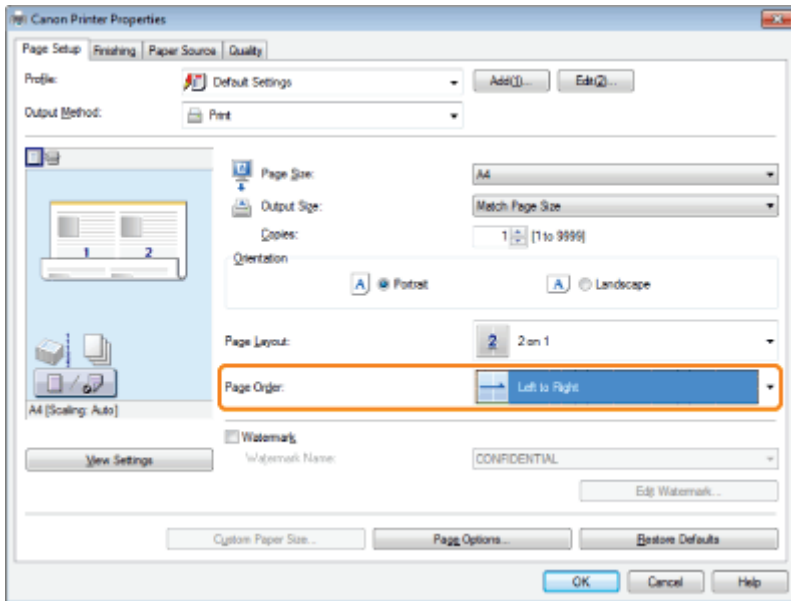 Canon Printer Properties
Page Setup Finishing Paper Source Quality
Profile: Default Settings Add(1)... Edit(2)...
Output Method: Print
Page Size: A4
Output Size: Match Page Size
Copies: 1 [1 to 9999]
Orientation
A Portrait A Landscape
1 2
Page Layout: 2 2 on 1
Page Order: Left to Right
A4 [Scaling: Auto]
Watermark
View Settings Watermark Name: CONFIDENTIAL
Edit Watermark...
Custom Paper Size... Page Options... Restore Defaults
OK Cancel Help